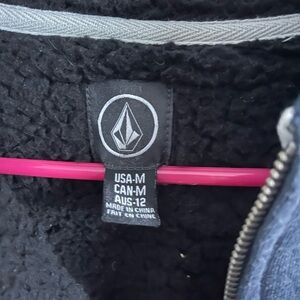 USA-M
CAN-M
AUS-12
MADE IN CHINA
FAIT EN CHINE